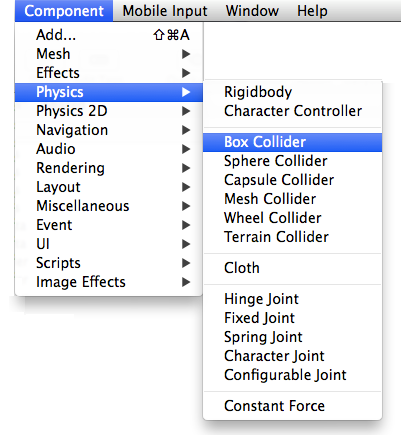 Component Mobile Input Window Help
Add... ⇧⌘A
Mesh
Effects
Physics
Physics 2D
Navigation
Audio
Rendering
Layout
Miscellaneous
Event
UI
Scripts
Image Effects
Rigidbody
Character Controller
Box Collider
Sphere Collider
Capsule Collider
Mesh Collider
Wheel Collider
Terrain Collider
Cloth
Hinge Joint
Fixed Joint
Spring Joint
Character Joint
Configurable Joint
Constant Force